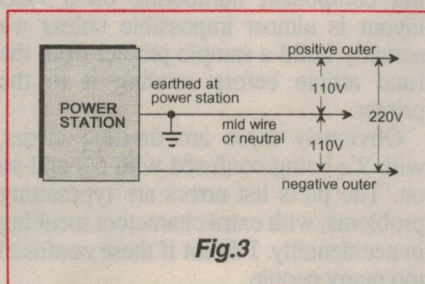 positive outer
earthed at
power station
110V
POWER
STATION
220V
mid wire
or neutral
110V
negative outer
Fig.3